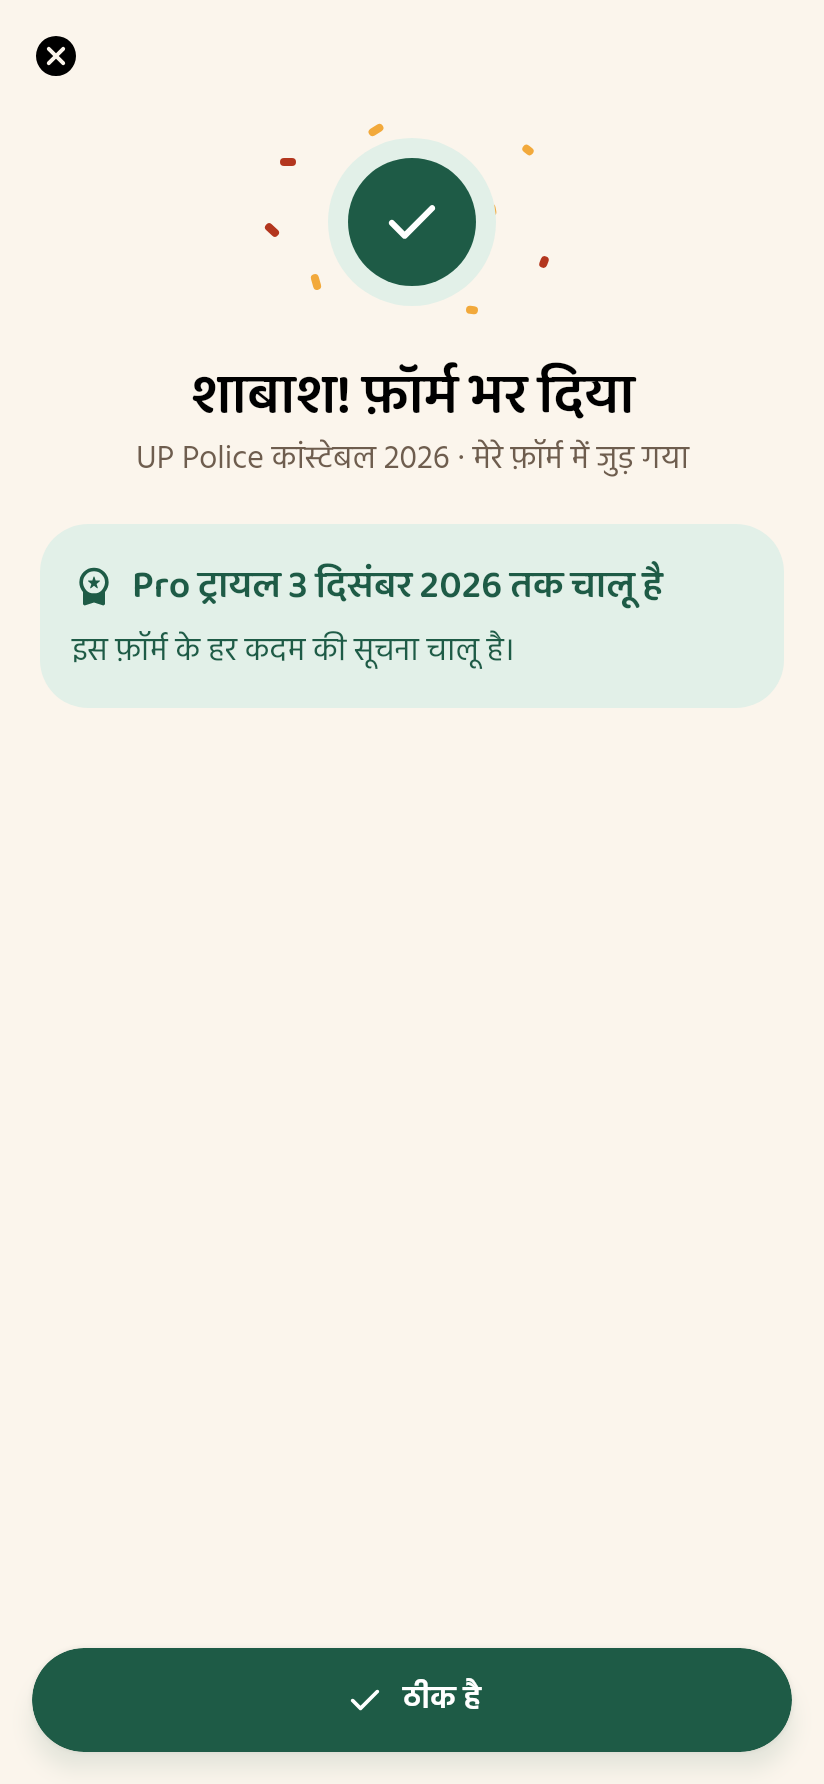 शाबाश! फ़ॉर्म भर दिया
UP Police कांस्टेबल 2026 · मेरे फ़ॉर्म में जुड़ गया
Pro ट्रायल 3 दिसंबर 2026 तक चालू है
इस फ़ॉर्म के हर कदम की सूचना चालू है।
ठीक है